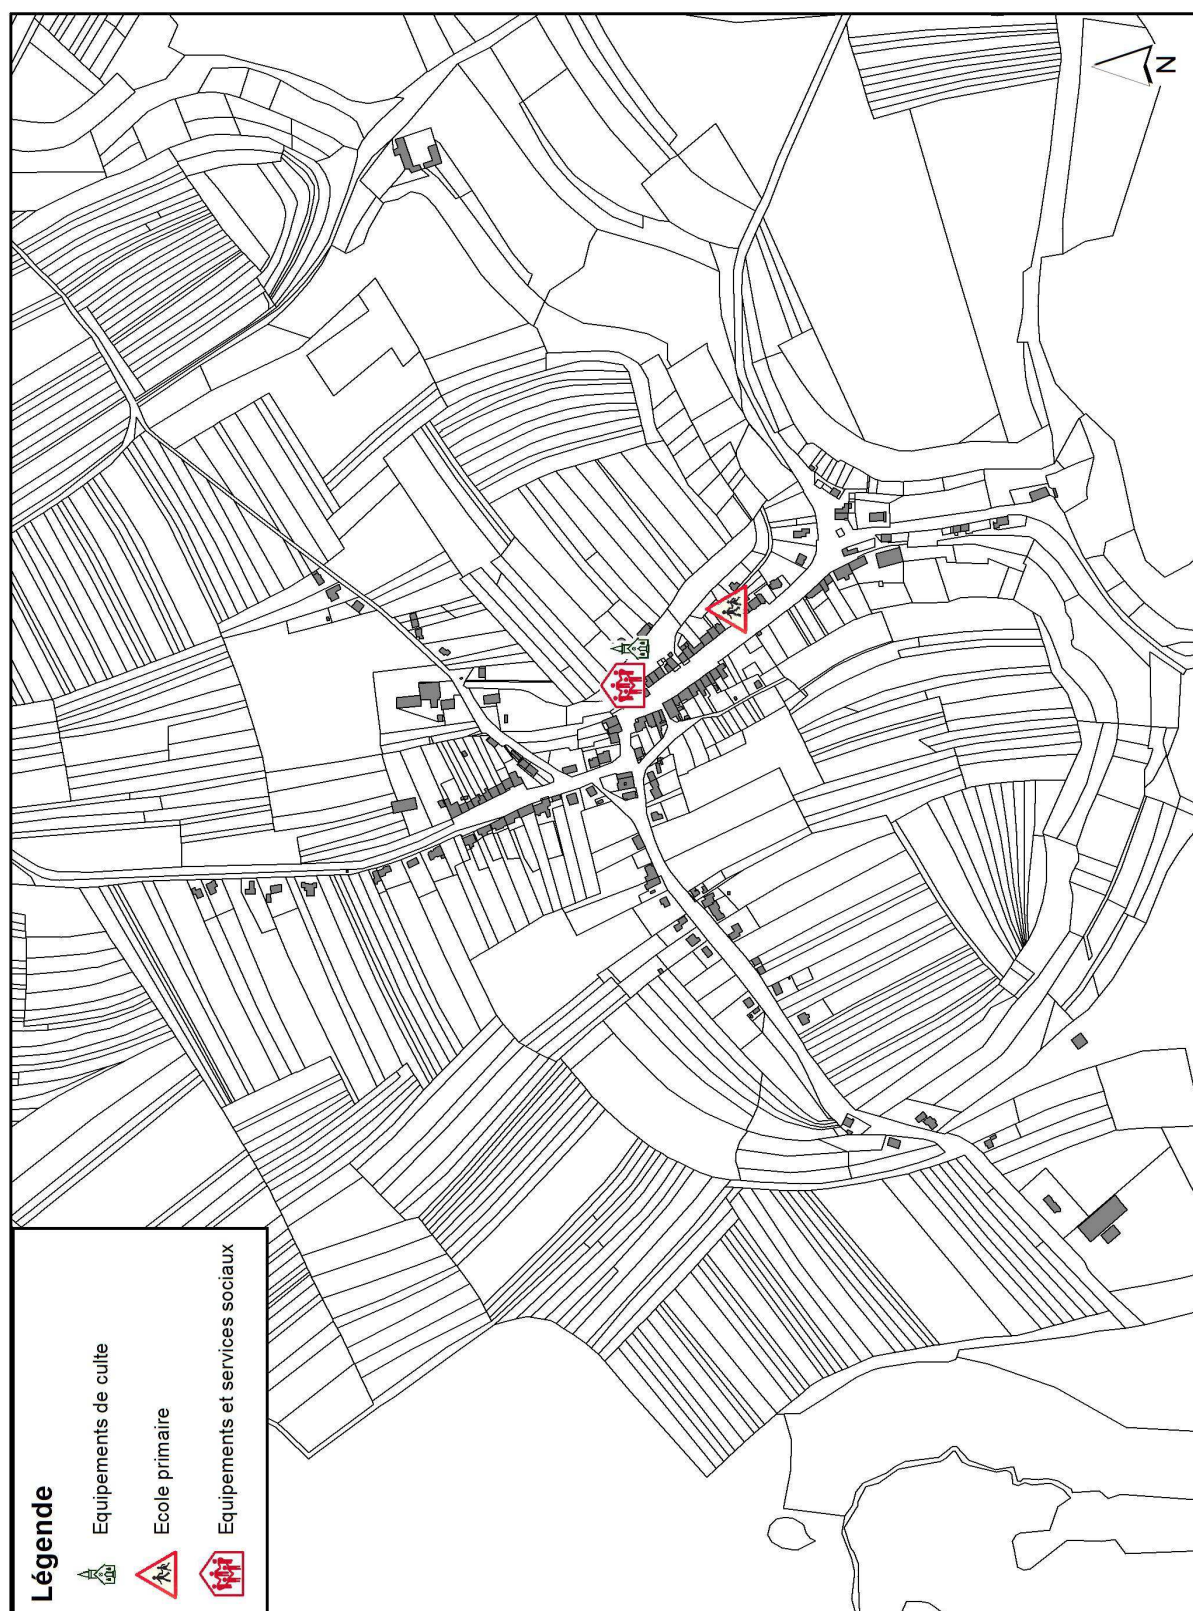 Légende
Equipements de culte
Ecole primaire
Equipements et services sociaux
N